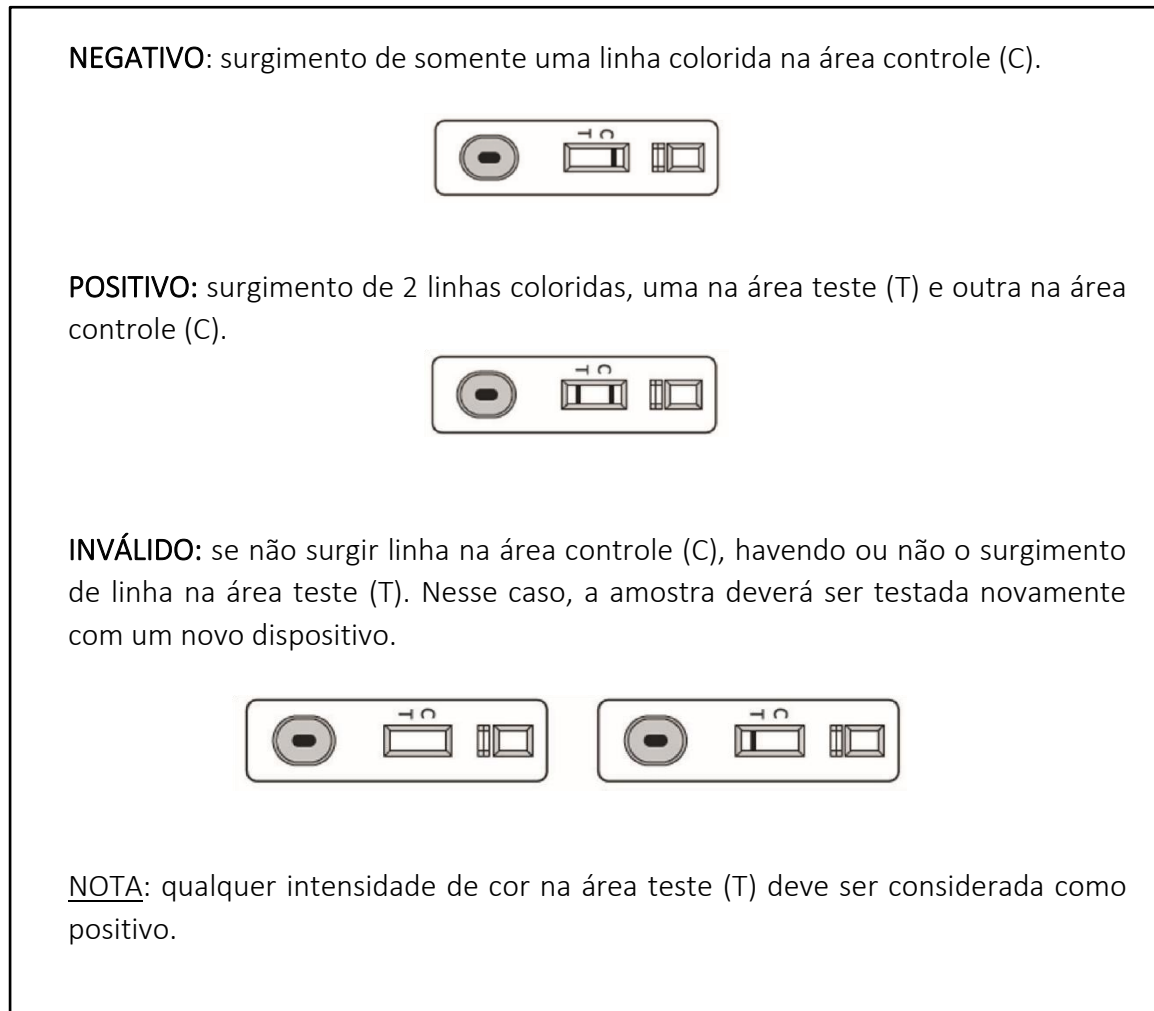 NEGATIVO: surgimento de somente uma linha colorida na área controle (C).
T C
POSITIVO: surgimento de 2 linhas coloridas, uma na área teste (T) e outra na área
controle (C).
T C
INVÁLIDO: se não surgir linha na área controle (C), havendo ou não o surgimento
de linha na área teste (T). Nesse caso, a amostra deverá ser testada novamente
com um novo dispositivo.
T C
T C
NOTA: qualquer intensidade de cor na área teste (T) deve ser considerada como
positivo.